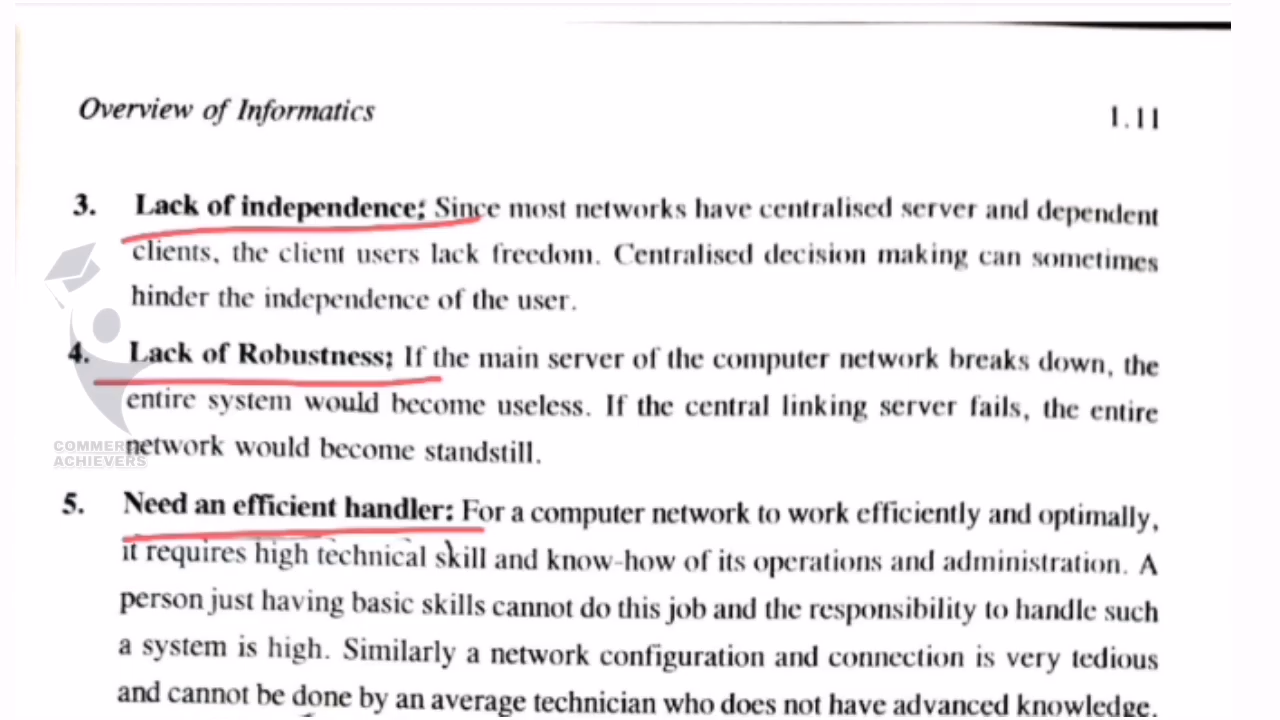 Overview of Informatics 1.11
3. Lack of independence: Since most networks have centralised server and dependent
clients, the client users lack freedom. Centralised decision making can sometimes
hinder the independence of the user.
4. Lack of Robustness: If the main server of the computer network breaks down, the
entire system would become useless. If the central linking server fails, the entire
network would become standstill.
COMMERCE
ACHIEVERS
5. Need an efficient handler: For a computer network to work efficiently and optimally,
it requires high technical skill and know-how of its operations and administration. A
person just having basic skills cannot do this job and the responsibility to handle such
a system is high. Similarly a network configuration and connection is very tedious
and cannot be done by an average technician who does not have advanced knowledge.